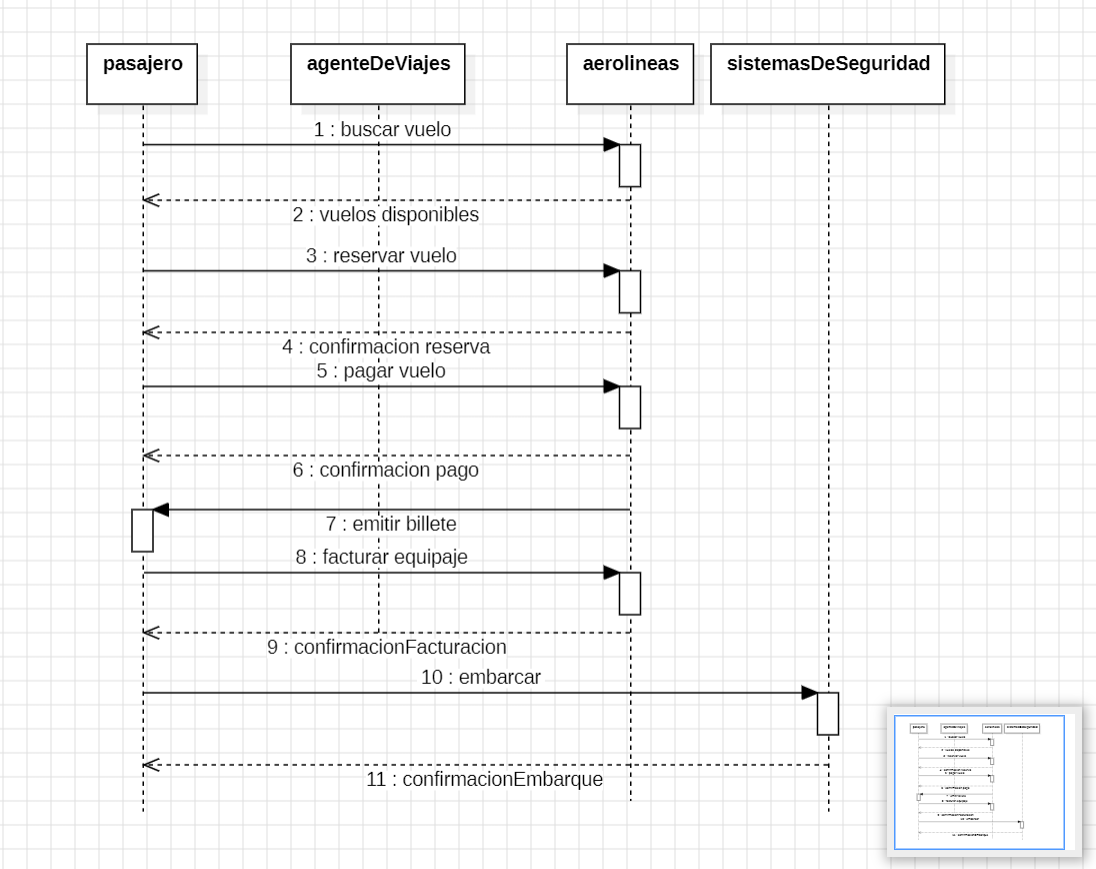 pasajero
agenteDeViajes
aerolineas
sistemasDeSeguridad
1 : buscar vuelo
2 : vuelos disponibles
3 : reservar vuelo
4 : confirmacion reserva
5 : pagar vuelo
6 : confirmacion pago
7 : emitir billete
8 : facturar equipaje
9 : confirmacionFacturacion
10 : embarcar
11 : confirmacionEmbarque